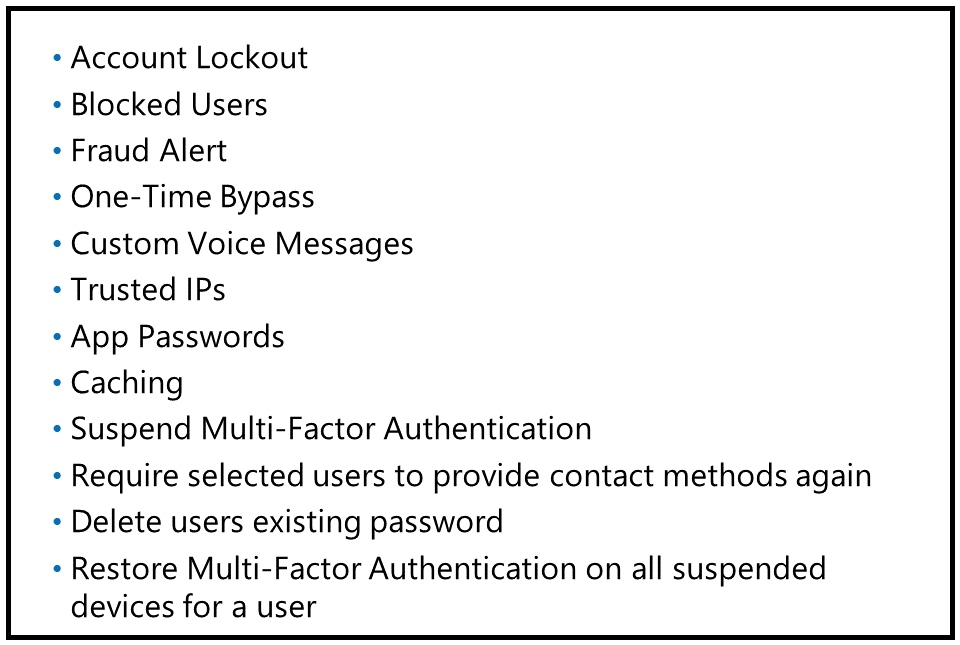 • Account Lockout
• Blocked Users
• Fraud Alert
• One-Time Bypass
• Custom Voice Messages
• Trusted IPs
• App Passwords
• Caching
• Suspend Multi-Factor Authentication
• Require selected users to provide contact methods again
• Delete users existing password
• Restore Multi-Factor Authentication on all suspended
devices for a user